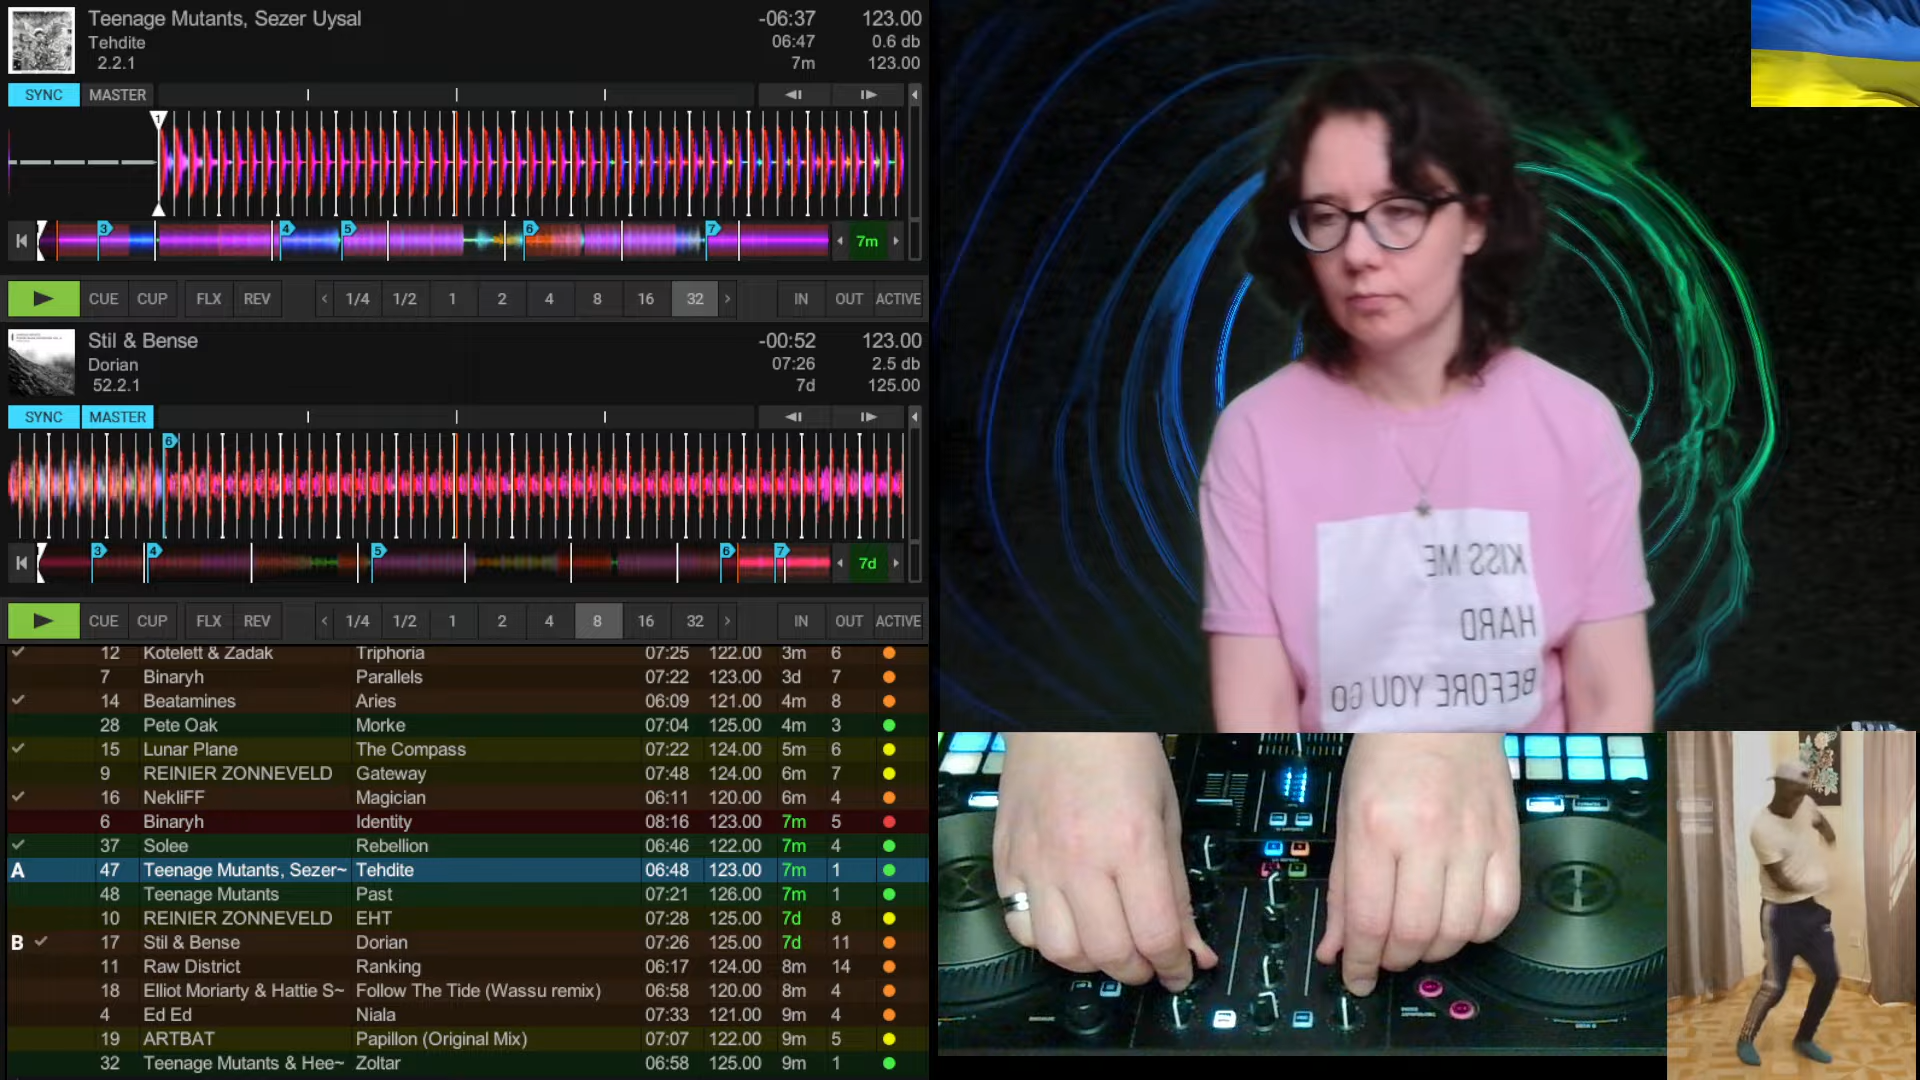 Teenage Mutants, Sezer Uysal -06:37 123.00
Tehdite 06:47 0.6 db
2.2.1 7m 123.00
SYNC MASTER
1
3 4 5 6 7 7m
CUE CUP FLX REV 1/4 1/2 1 2 4 8 16 32 IN OUT ACTIVE
Stil & Bense -00:52 123.00
Dorian 07:26 2.5 db
52.2.1 7d 125.00
SYNC MASTER
6
3 4 5 6 7 7d
CUE CUP FLX REV 1/4 1/2 1 2 4 8 16 32 IN OUT ACTIVE
12 Kotelett & Zadak Triphoria 07:25 122.00 3m 6
7 Binaryh Parallels 07:22 123.00 3d 7
14 Beatamines Aries 06:09 121.00 4m 8
28 Pete Oak Morke 07:04 125.00 4m 3
15 Lunar Plane The Compass 07:22 124.00 5m 6
9 REINIER ZONNEVELD Gateway 07:48 124.00 6m 7
16 NekliFF Magician 06:11 120.00 6m 4
6 Binaryh Identity 08:16 123.00 7m 5
37 Solee Rebellion 06:46 122.00 7m 4
A 47 Teenage Mutants, Sezer~ Tehdite 06:48 123.00 7m 1
48 Teenage Mutants Past 07:21 126.00 7m 1
10 REINIER ZONNEVELD EHT 07:28 125.00 7d 8
B 17 Stil & Bense Dorian 07:26 125.00 7d 11
11 Raw District Ranking 06:17 124.00 8m 14
18 Elliot Moriarty & Hattie S~ Follow The Tide (Wassu remix) 06:58 120.00 8m 4
4 Ed Ed Niala 07:33 121.00 9m 4
19 ARTBAT Papillon (Original Mix) 07:07 122.00 9m 5
32 Teenage Mutants & Hee~ Zoltar 06:58 125.00 9m 1
KISS ME
HARD
BEFORE YOU GO